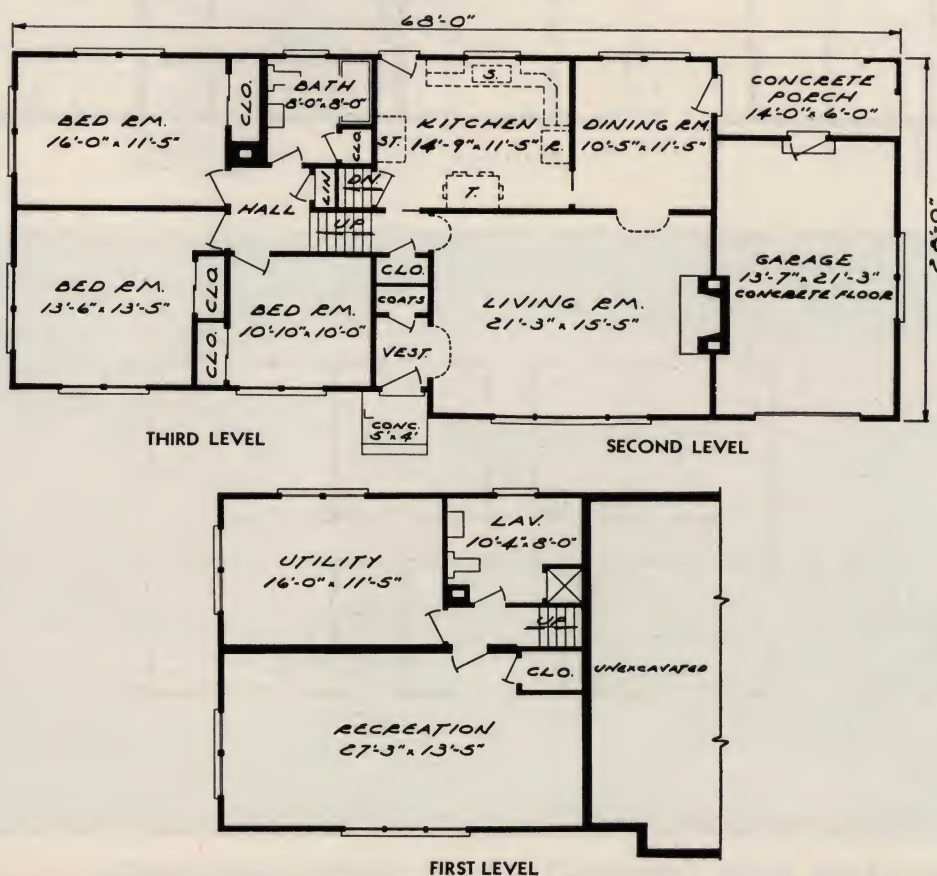 68'-0"
BED RM.
16'-0" x 11'-5"
CLO.
BATH
8'-0" x 8'-0"
CLO.
ST.
S.
KITCHEN
14'-9" x 11'-5"
R.
T.
DINING RM.
10'-5" x 11'-5"
CONCRETE
PORCH
14'-0" x 6'-0"
HALL
LIN
DN
UP
BED RM.
13'-6" x 13'-5"
CLO.
CLO.
BED RM.
10'-10" x 10'-0"
CLO.
COATS
VEST.
LIVING RM.
21'-3" x 15'-5"
GARAGE
13'-7" x 21'-3"
CONCRETE FLOOR
28'-0"
CONC.
5' x 4'
THIRD LEVEL
SECOND LEVEL
UTILITY
16'-0" x 11'-5"
LAV.
10'-4" x 8'-0"
UP
CLO.
UNEXCAVATED
RECREATION
27'-3" x 13'-5"
FIRST LEVEL